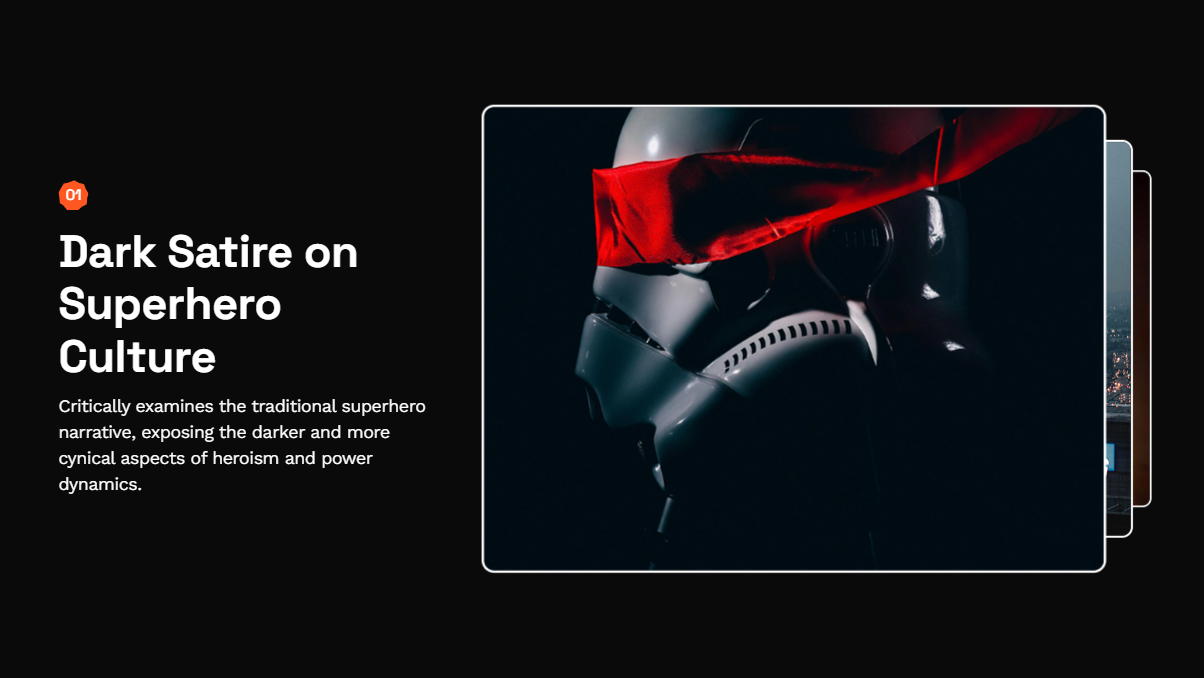 01
Dark Satire on
Superhero
Culture
Critically examines the traditional superhero
narrative, exposing the darker and more
cynical aspects of heroism and power
dynamics.